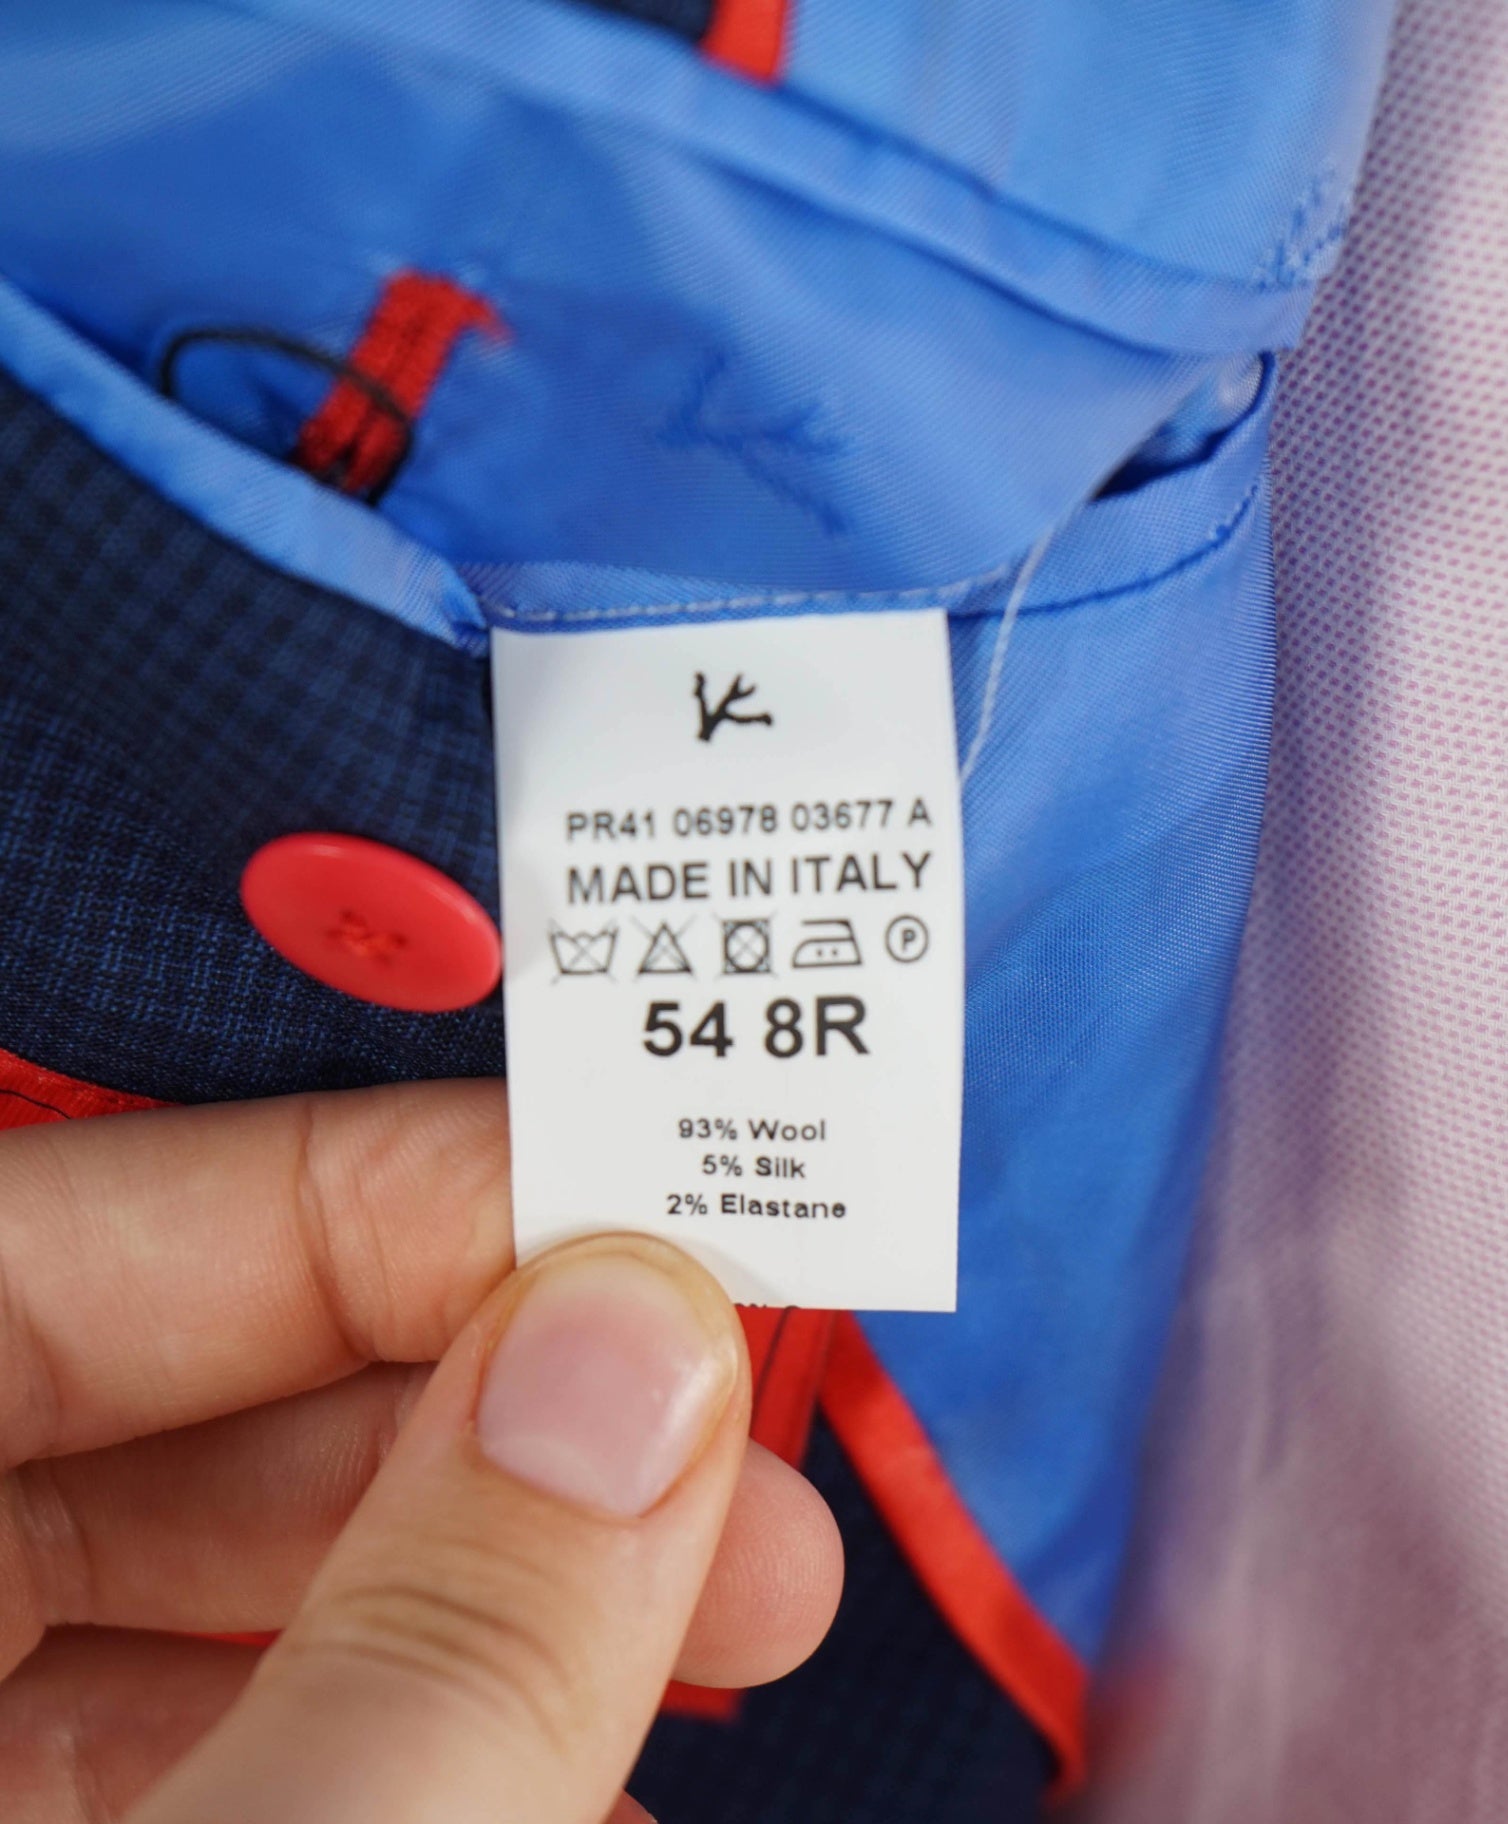 PR41 06978 03677 A
MADE IN ITALY
P
54 8R
93% Wool
5% Silk
2% Elastane